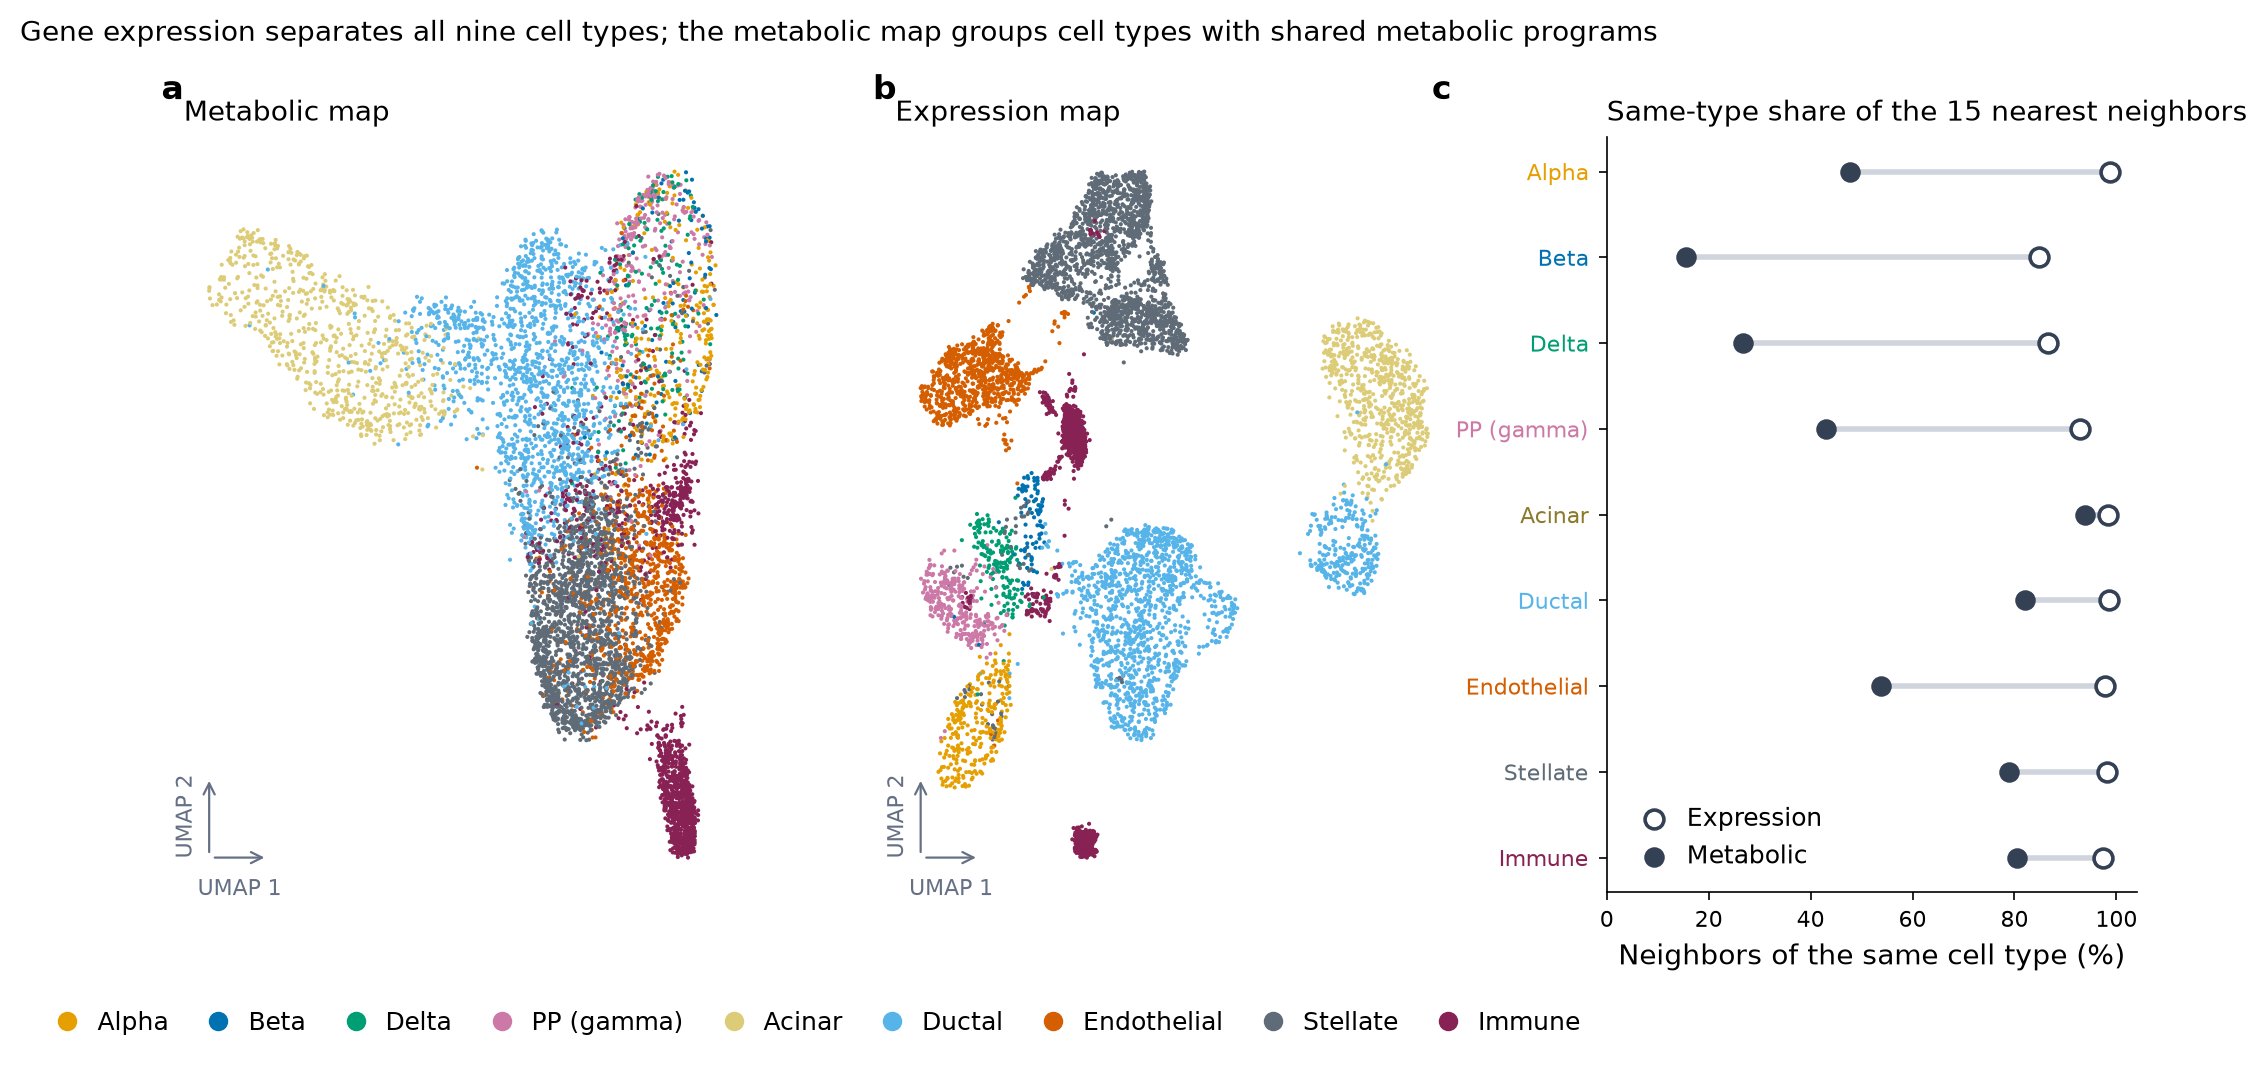 Gene expression separates all nine cell types; the metabolic map groups cell types with shared metabolic programs
a
Metabolic map
UMAP 2
UMAP 1
b
Expression map
UMAP 2
UMAP 1
c
Same-type share of the 15 nearest neighbors
Alpha
Beta
Delta
PP (gamma)
Acinar
Ductal
Endothelial
Stellate
Immune
Expression
Metabolic
0 20 40 60 80 100
Neighbors of the same cell type (%)
Alpha Beta Delta PP (gamma) Acinar Ductal Endothelial Stellate Immune